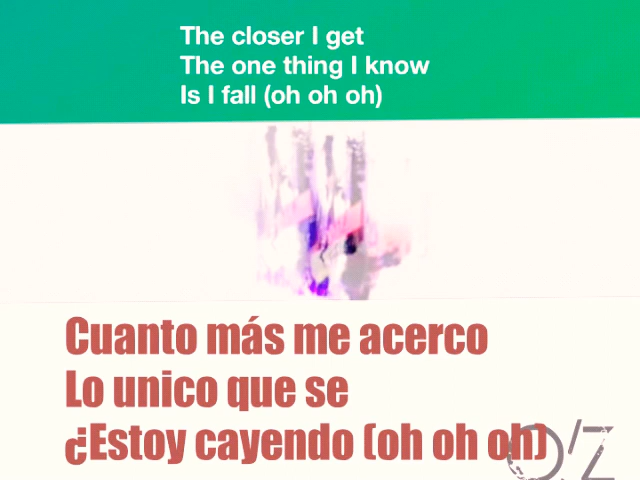 The closer I get
The one thing I know
Is I fall (oh oh oh)
Cuanto más me acerco
Lo unico que se
¿Estoy cayendo (oh oh oh)
O/Z